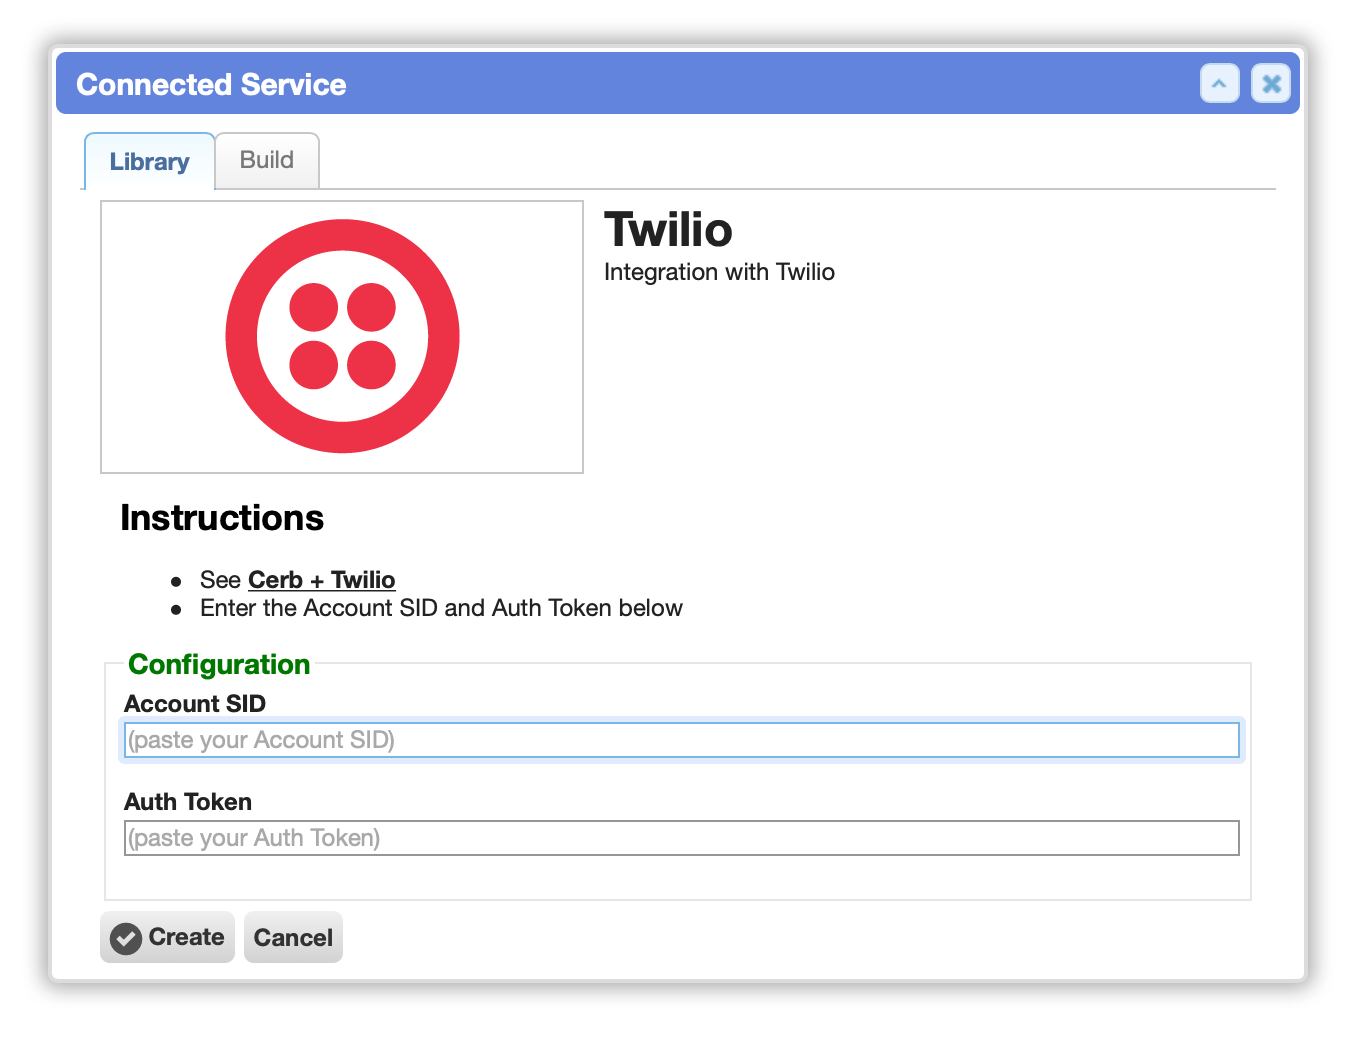 Connected Service
Library
Build
Twilio
Integration with Twilio
Instructions
See Cerb + Twilio
Enter the Account SID and Auth Token below
Configuration
Account SID
(paste your Account SID)
Auth Token
(paste your Auth Token)
Create
Cancel